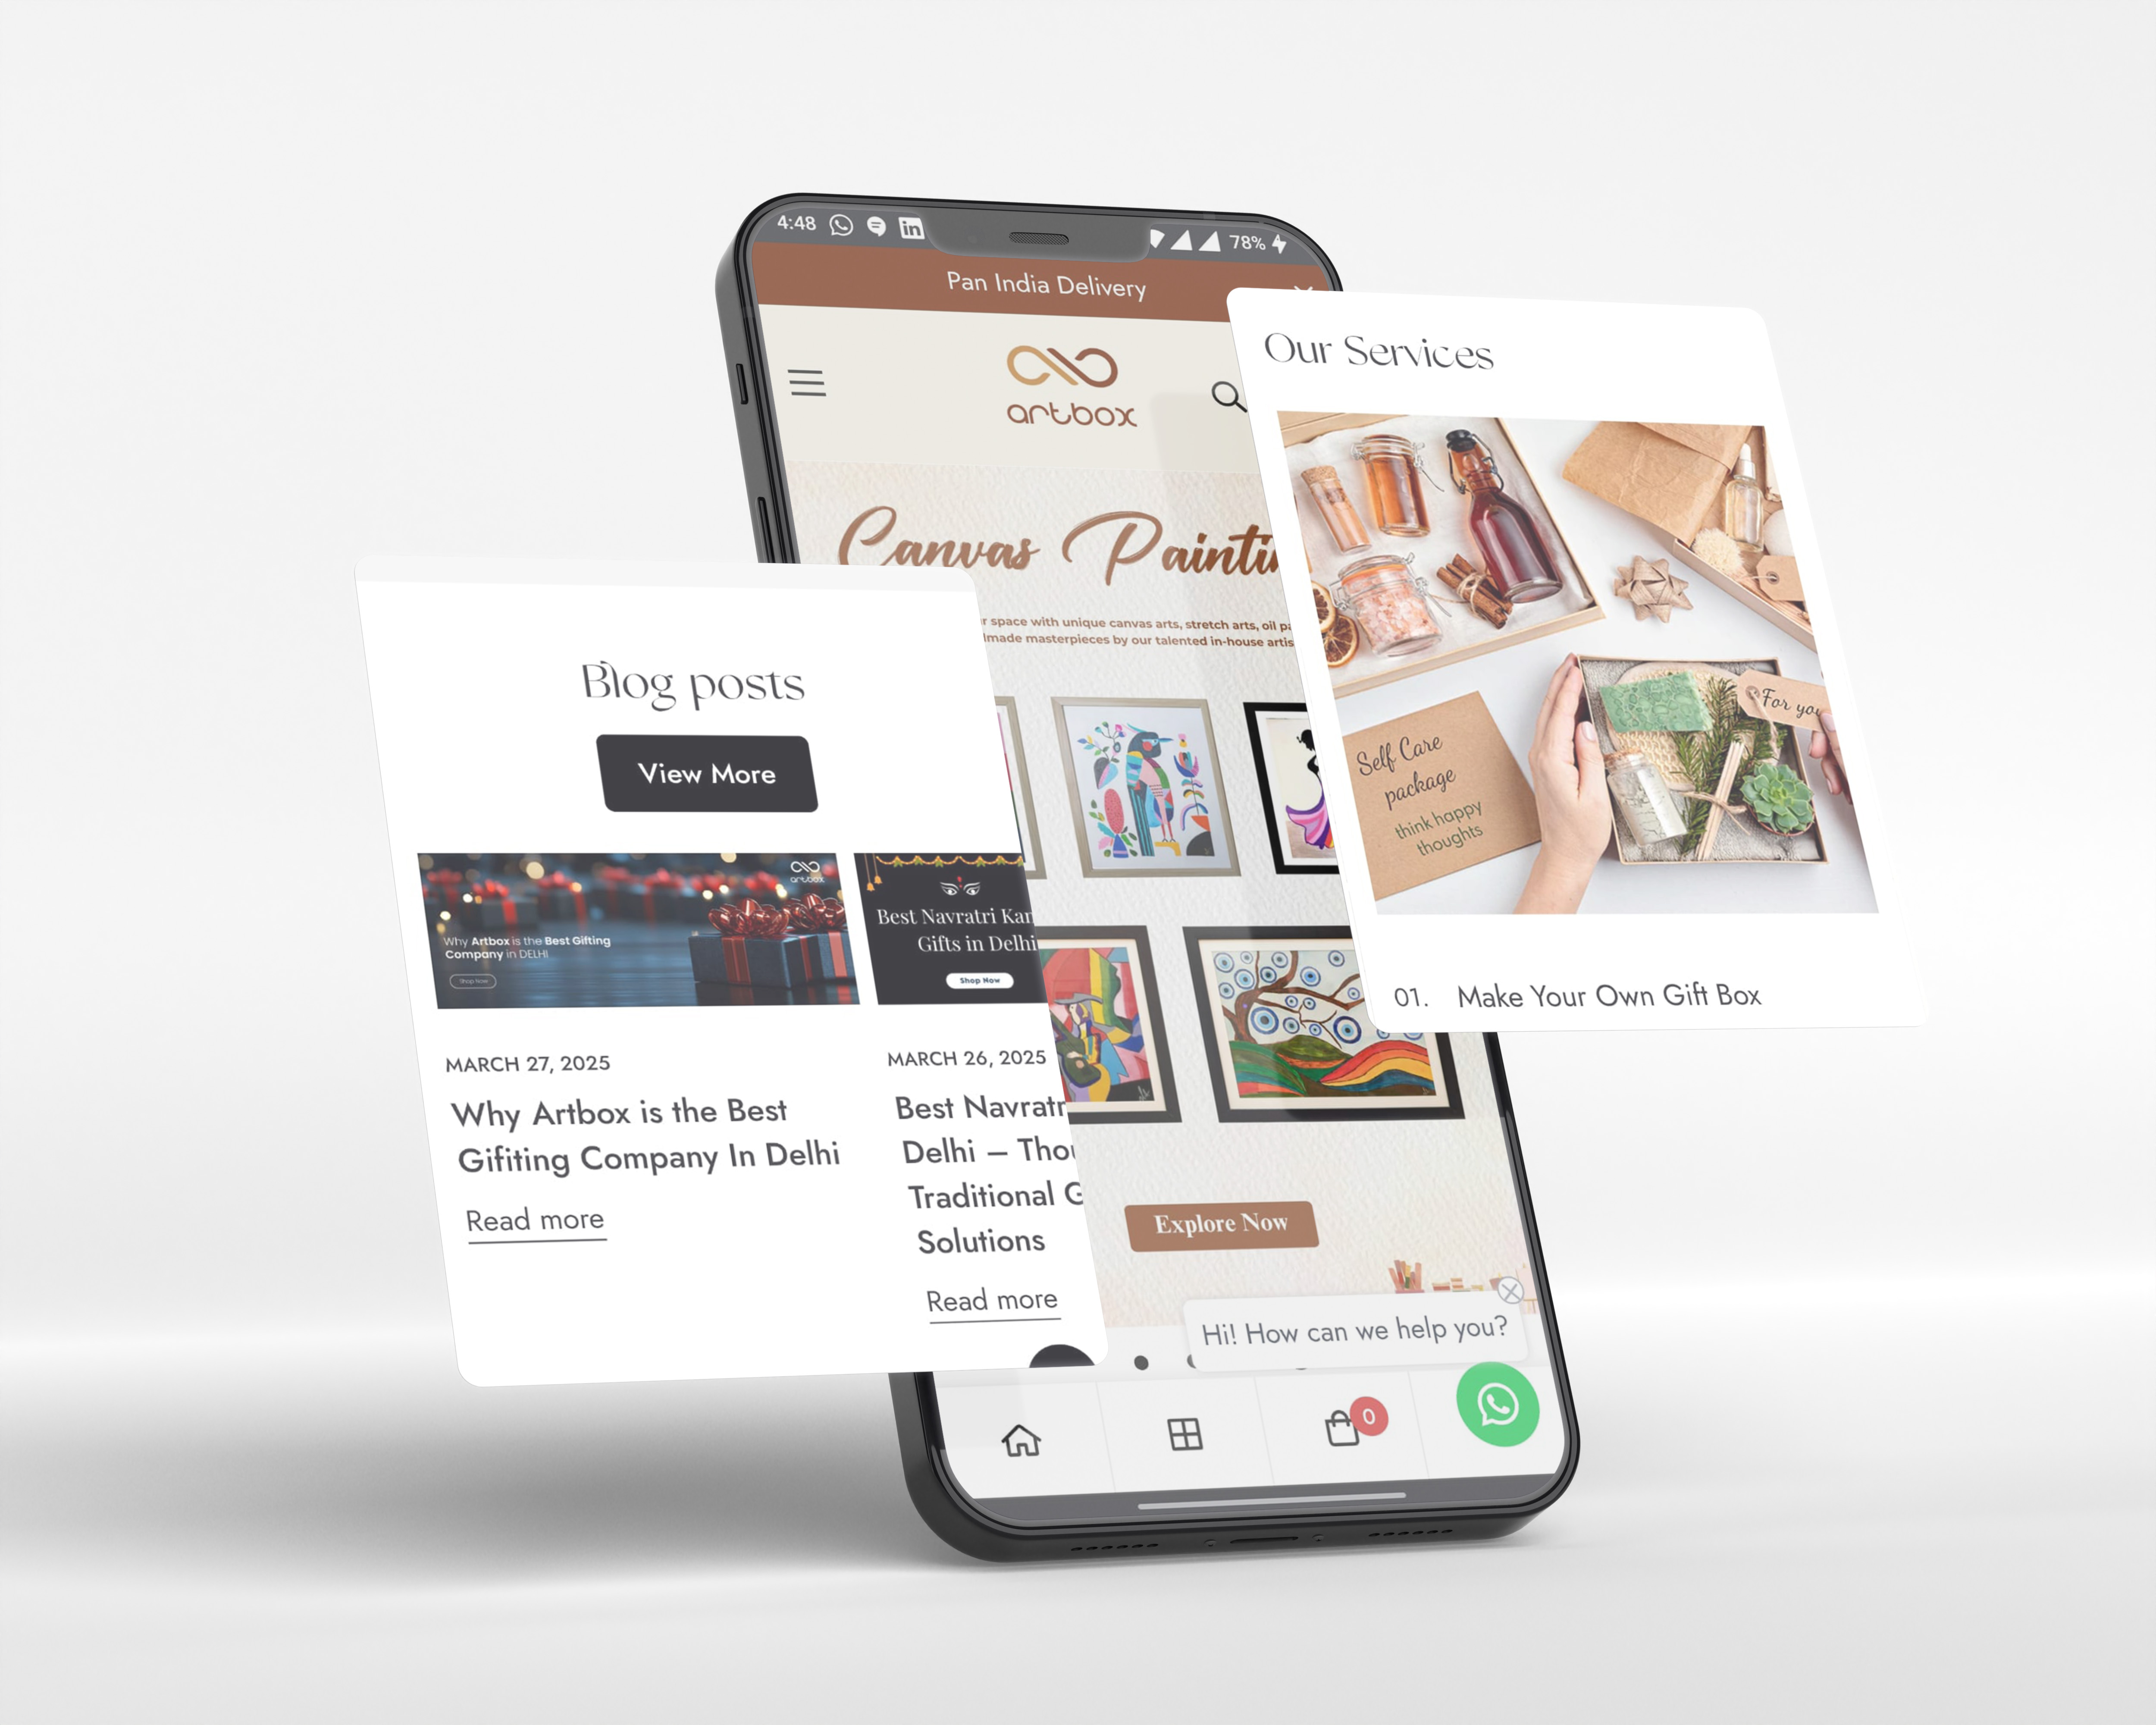 4:48
78%
Pan India Delivery
artbox
Canvas Paintin
r space with unique canvas arts, stretch arts, oil pa
lmade masterpieces by our talented in-house artis
Explore Now
Hi! How can we help you?
0
Our Services
Self Care
package
think happy
thoughts
For you
01. Make Your Own Gift Box
Blog posts
View More
artbox
Why Artbox is the Best Gifting
Company in DELHI
Shop Now
Best Navratri Kan
Gifts in Delhi
Shop Now
MARCH 27, 2025
Why Artbox is the Best
Gifiting Company In Delhi
Read more
MARCH 26, 2025
Best Navratr
Delhi – Thou
Traditional G
Solutions
Read more